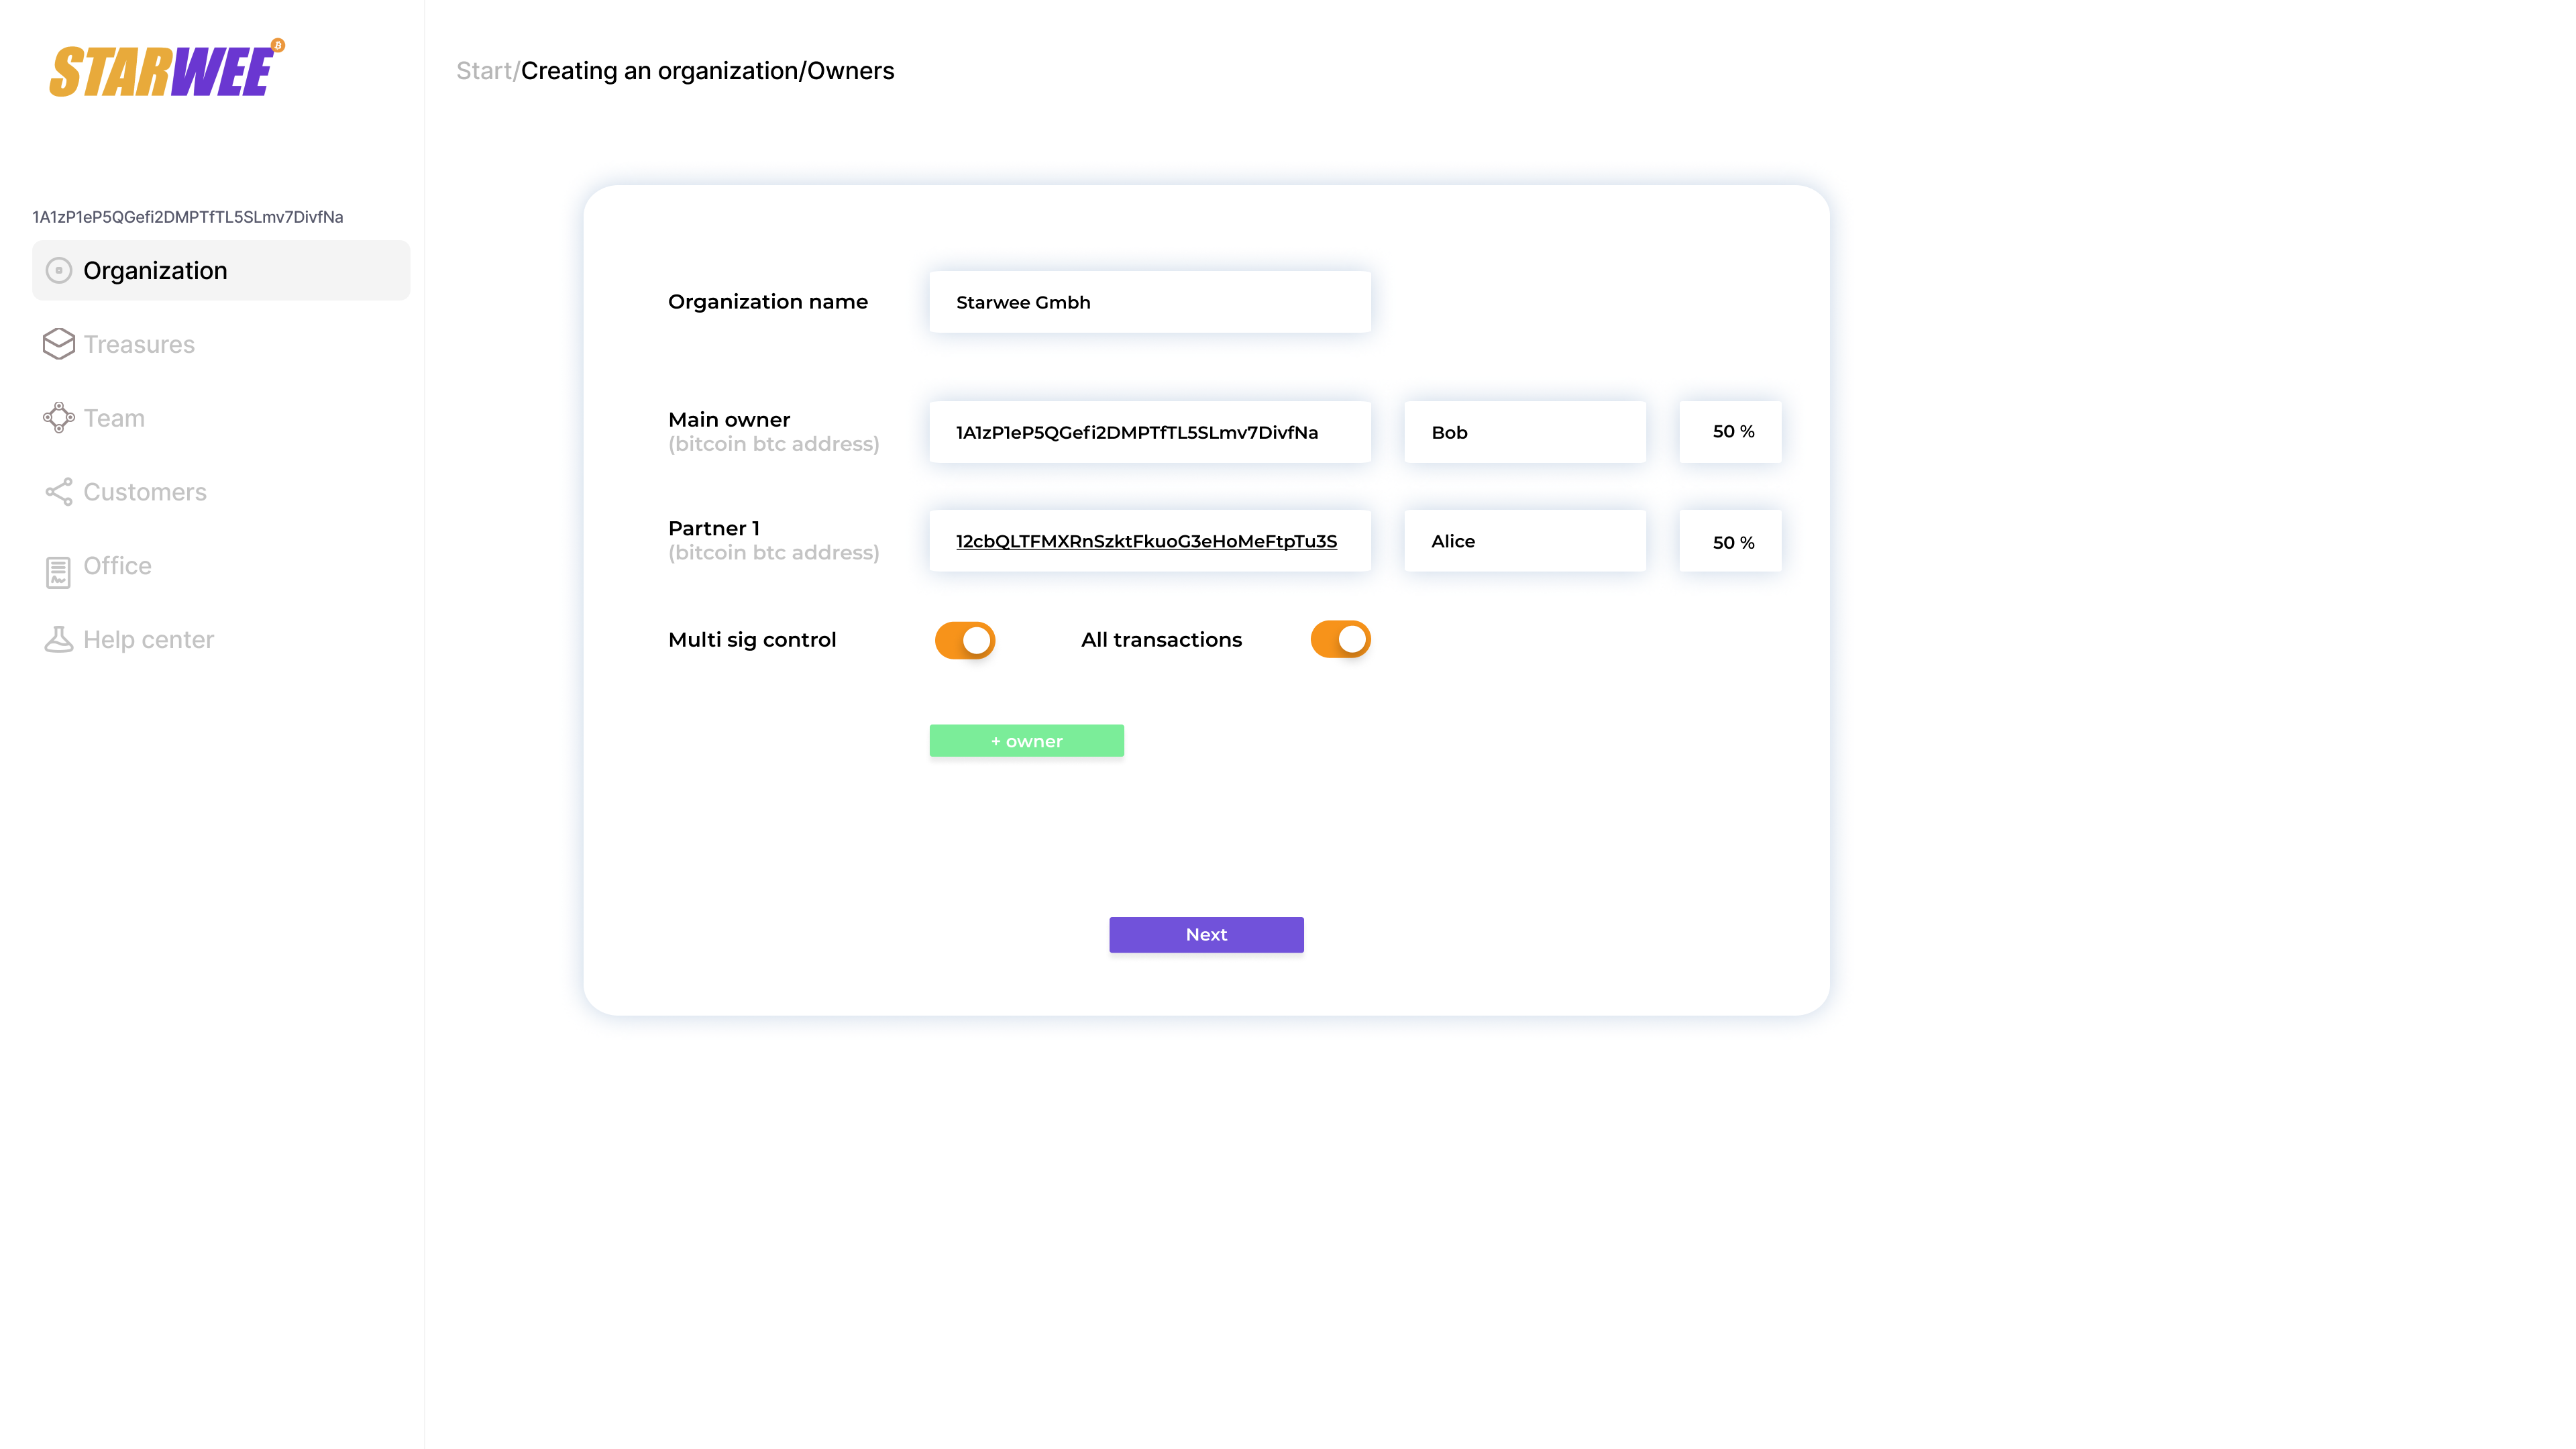 STARWEE
Start/Creating an organization/Owners
1A1zP1eP5QGefi2DMPTfTL5SLmv7DivfNa
Organization
Treasures
Team
Customers
Office
Help center
Organization name
Starwee Gmbh
Main owner
(bitcoin btc address)
1A1zP1eP5QGefi2DMPTfTL5SLmv7DivfNa
Bob
50 %
Partner 1
(bitcoin btc address)
12cbQLTFMXRnSzktFkuoG3eHoMeFtpTu3S
Alice
50 %
Multi sig control
All transactions
+ owner
Next